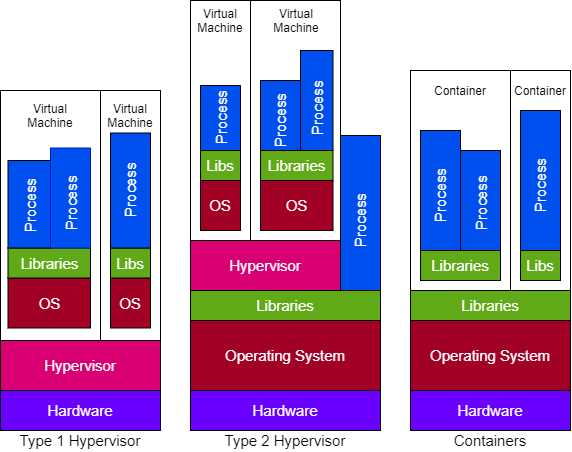 Virtual
Machine
Virtual
Machine
Process
Process
Process
Libraries
Libs
OS
OS
Hypervisor
Hardware
Type 1 Hypervisor
Virtual
Machine
Virtual
Machine
Process
Process
Process
Libs
Libraries
OS
OS
Process
Hypervisor
Libraries
Operating System
Hardware
Type 2 Hypervisor
Container
Container
Process
Process
Process
Libraries
Libs
Libraries
Operating System
Hardware
Containers